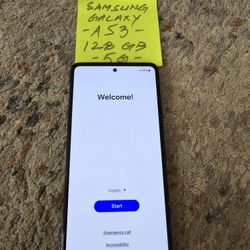 SAMSUNG
GALAXY
-A53-
128 GB
-5G-
Welcome!
English
Start
Emergency call
Accessibility